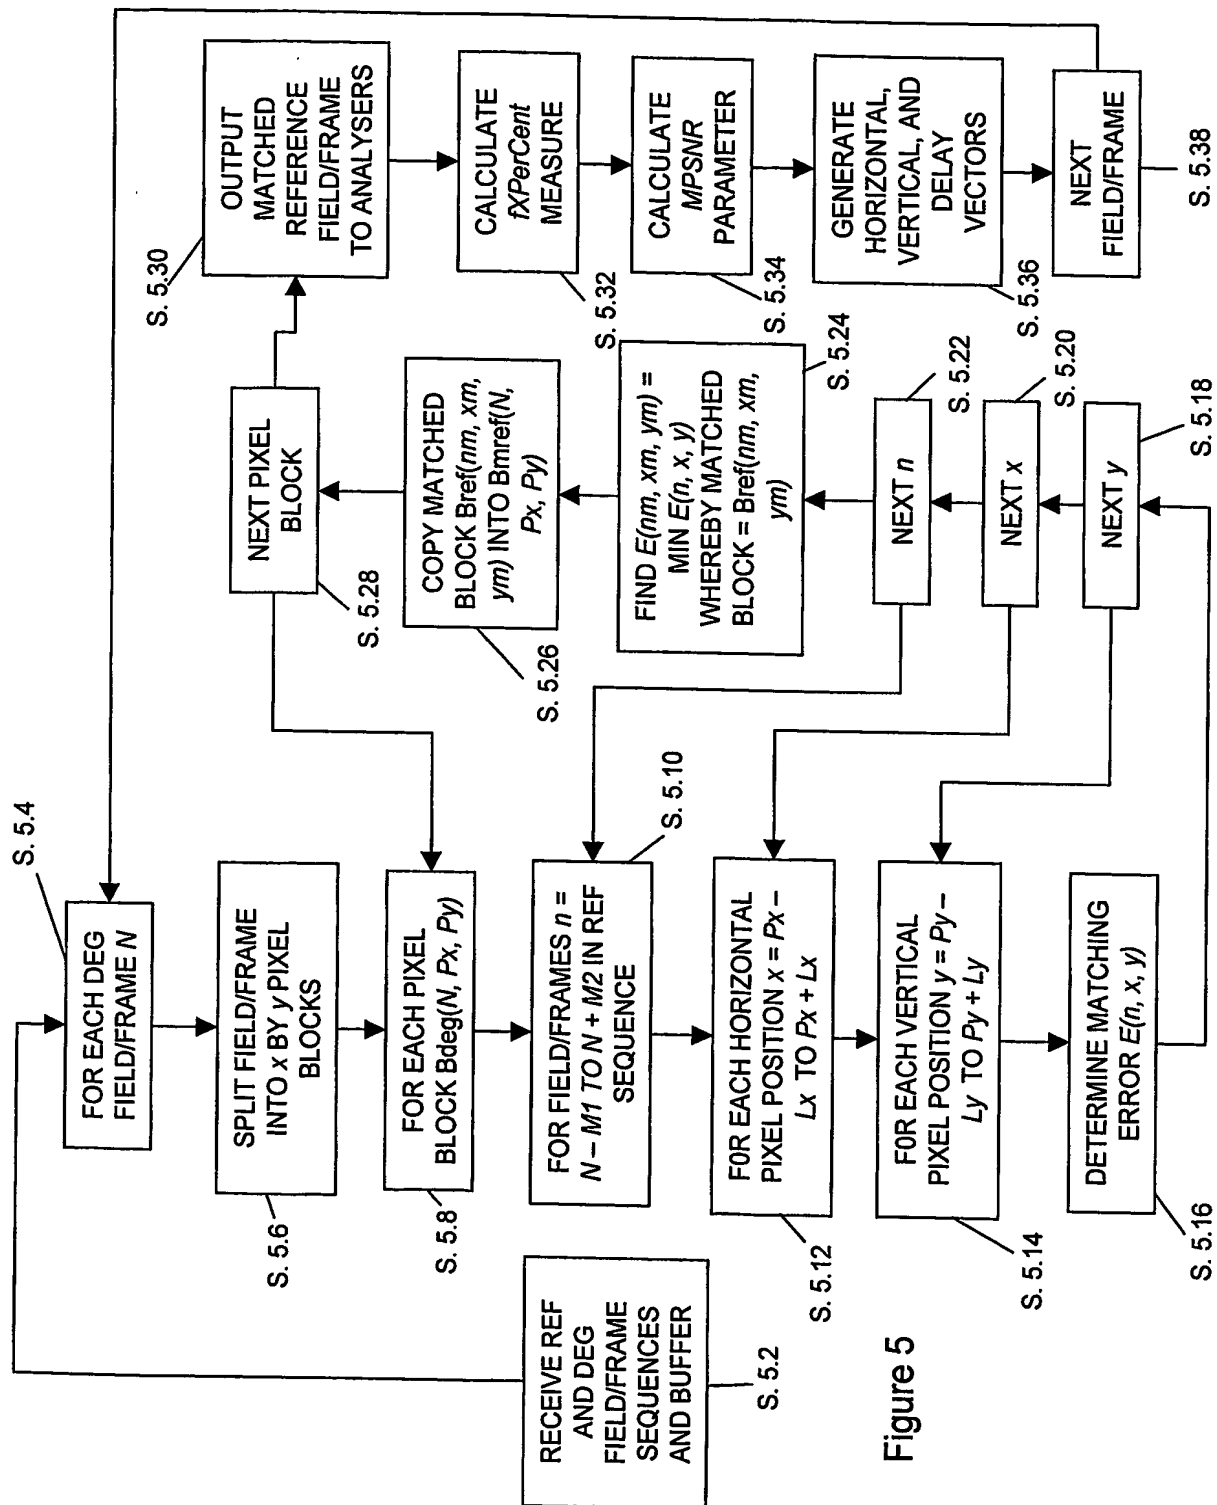 RECEIVE REF
AND DEG
FIELD/FRAME
SEQUENCES
AND BUFFER
S. 5.2
FOR EACH DEG
FIELD/FRAME N
S. 5.4
SPLIT FIELD/FRAME
INTO x BY y PIXEL
BLOCKS
S. 5.6
FOR EACH PIXEL
BLOCK Bdeg(N, Px, Py)
S. 5.8
FOR FIELD/FRAMES n =
N – M1 TO N + M2 IN REF
SEQUENCE
S. 5.10
FOR EACH HORIZONTAL
PIXEL POSITION x = Px –
Lx TO Px + Lx
S. 5.12
FOR EACH VERTICAL
PIXEL POSITION y = Py –
Ly TO Py + Ly
S. 5.14
DETERMINE MATCHING
ERROR E(n, x, y)
S. 5.16
NEXT y
S. 5.18
NEXT x
S. 5.20
NEXT n
S. 5.22
FIND E(nm, xm, ym) =
MIN E(n, x, y)
WHEREBY MATCHED
BLOCK = Bref(nm, xm,
ym)
S. 5.24
COPY MATCHED
BLOCK Bref(nm, xm,
ym) INTO Bmref(N,
Px, Py)
S. 5.26
NEXT PIXEL
BLOCK
S. 5.28
OUTPUT
MATCHED
REFERENCE
FIELD/FRAME
TO ANALYSERS
S. 5.30
CALCULATE
fXPerCent
MEASURE
S. 5.32
CALCULATE
MPSNR
PARAMETER
S. 5.34
GENERATE
HORIZONTAL,
VERTICAL, AND
DELAY
VECTORS
S. 5.36
NEXT
FIELD/FRAME
S. 5.38
Figure 5